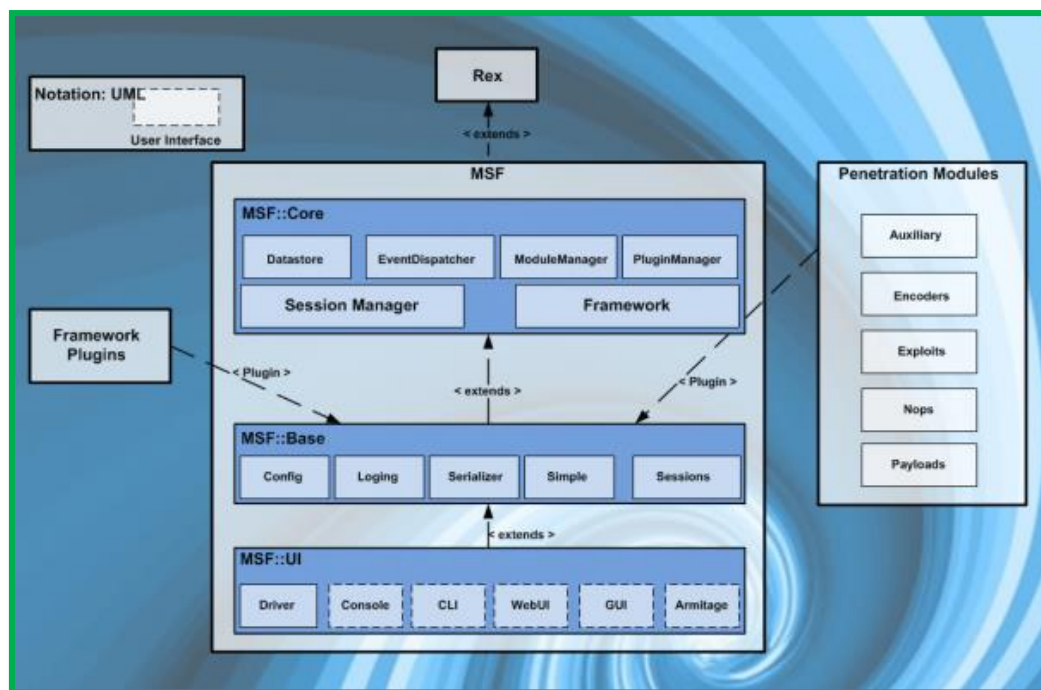 Rex
Notation: UML
User Interface
< extends >
MSF
Penetration Modules
MSF::Core
Datastore
EventDispatcher
ModuleManager
PluginManager
Session Manager
Framework
Auxiliary
Encoders
Exploits
Nops
Payloads
Framework
Plugins
< Plugin >
< extends >
< Plugin >
MSF::Base
Config
Loging
Serializer
Simple
Sessions
< extends >
MSF::UI
Driver
Console
CLI
WebUI
GUI
Armitage